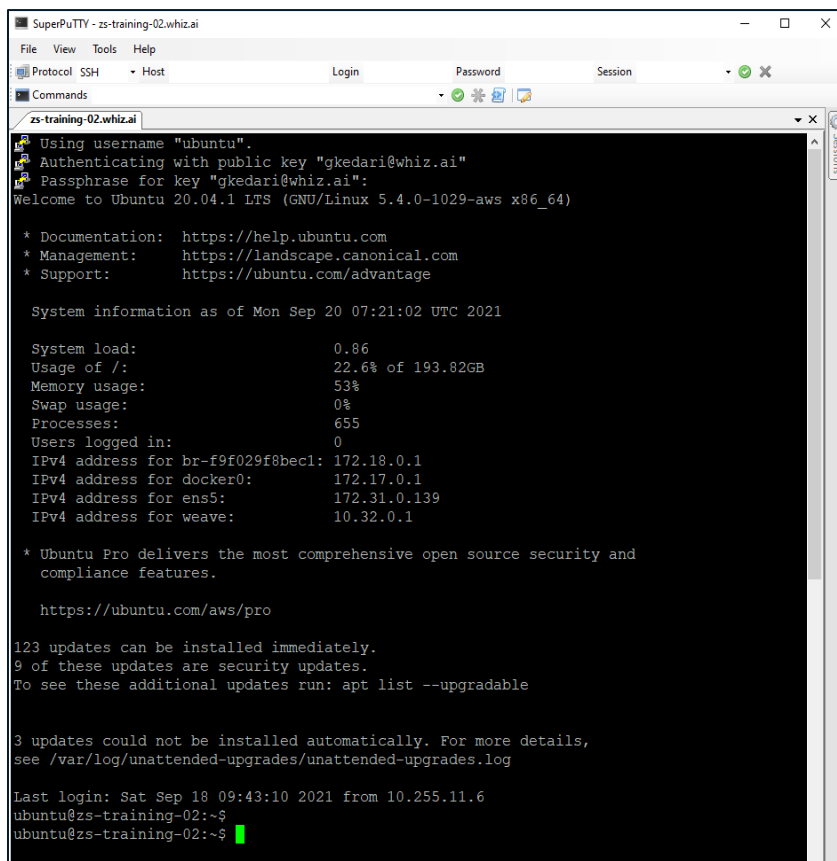 SuperPuTTY - zs-training-02.whiz.ai
File View Tools Help
Protocol SSH Host Login Password Session
Commands
zs-training-02.whiz.ai
Using username "ubuntu".
Authenticating with public key "gkedari@whiz.ai"
Passphrase for key "gkedari@whiz.ai":
Welcome to Ubuntu 20.04.1 LTS (GNU/Linux 5.4.0-1029-aws x86_64)
* Documentation: https://help.ubuntu.com
* Management: https://landscape.canonical.com
* Support: https://ubuntu.com/advantage
System information as of Mon Sep 20 07:21:02 UTC 2021
System load: 0.86
Usage of /: 22.6% of 193.82GB
Memory usage: 53%
Swap usage: 0%
Processes: 655
Users logged in: 0
IPv4 address for br-f9f029f8bec1: 172.18.0.1
IPv4 address for docker0: 172.17.0.1
IPv4 address for ens5: 172.31.0.139
IPv4 address for weave: 10.32.0.1
* Ubuntu Pro delivers the most comprehensive open source security and
compliance features.
https://ubuntu.com/aws/pro
123 updates can be installed immediately.
9 of these updates are security updates.
To see these additional updates run: apt list --upgradable
3 updates could not be installed automatically. For more details,
see /var/log/unattended-upgrades/unattended-upgrades.log
Last login: Sat Sep 18 09:43:10 2021 from 10.255.11.6
ubuntu@zs-training-02:~$
ubuntu@zs-training-02:~$